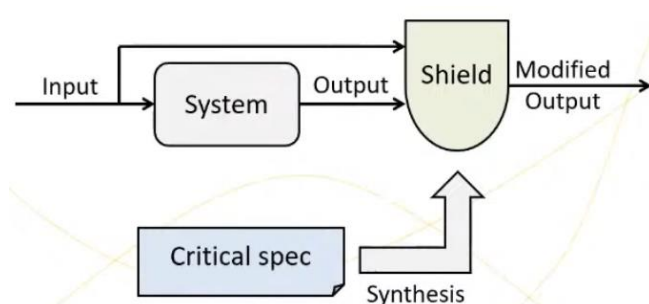 Input
System
Output
Shield
Modified
Output
Critical spec
Synthesis